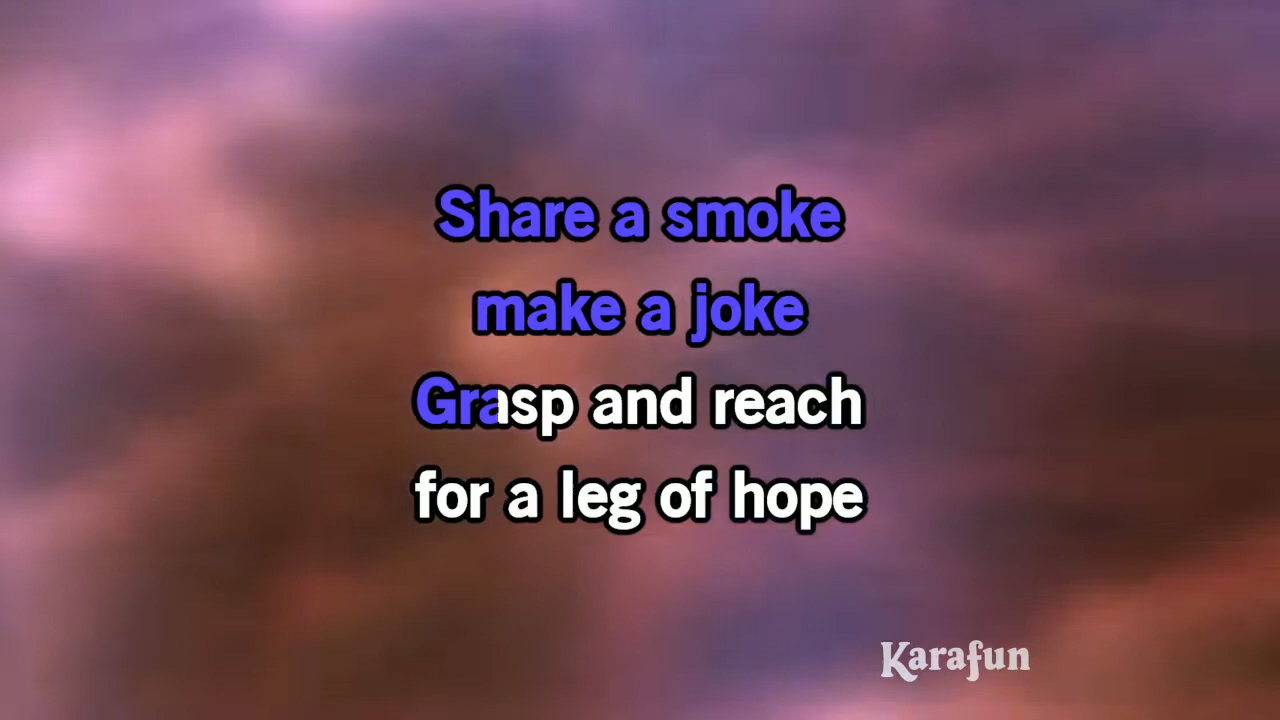 Share a smoke
make a joke
Grasp and reach
for a leg of hope
Karafun